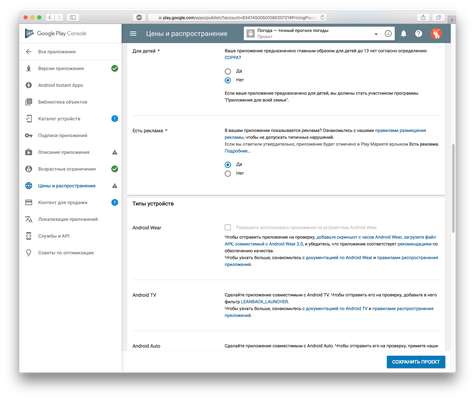 play.google.com/apps/publish/?account=8347450050108020721#PricingPlace
Google Play Console
Цены и распространение
Погода — точный прогноз погоды
Проект
Все приложения
Версии приложения
Android Instant Apps
Библиотека объектов
Каталог устройств
Подписи приложений
Описание приложения
Возрастные ограничения
Цены и распространение
Контент для продажи
Локализация приложений
Службы и API
Советы по оптимизации
Для детей *
Ваше приложение предназначено главным образом для детей до 13 лет согласно определению
COPPA?
Да
Нет
Если ваше приложение предназначено для детей, вы должны стать участником программы
"Приложения для всей семьи".
Есть реклама *
В вашем приложении показывается реклама? Ознакомьтесь с нашими правилами размещения
рекламы, чтобы не допустить типичных нарушений.
Если вы ответили утвердительно, приложение будет отмечено в Play Маркете ярлыком Есть реклама.
Подробнее...
Да
Нет
Типы устройств
Android Wear
Разрешить использовать приложение на устройствах Android Wear
Чтобы отправить приложение на проверку, добавьте скриншот с часов Android Wear, загрузите файл
APK, совместимый с Android Wear 2.0, и убедитесь, что приложение соответствует рекомендациям по
обеспечению качества.
Чтобы узнать больше, ознакомьтесь с документацией по Android Wear и правилами распространения
приложений.
Android TV
Сделайте приложение совместимым с Android TV. Чтобы отправить его на проверку, добавьте в него
фильтр LEANBACK_LAUNCHER.
Чтобы узнать больше, ознакомьтесь с документацией по Android TV и правилами распространения
приложений.
Android Auto
Сделайте приложение совместимым с Android Auto. Чтобы отправить его на проверку, примите наши
СОХРАНИТЬ ПРОЕКТ